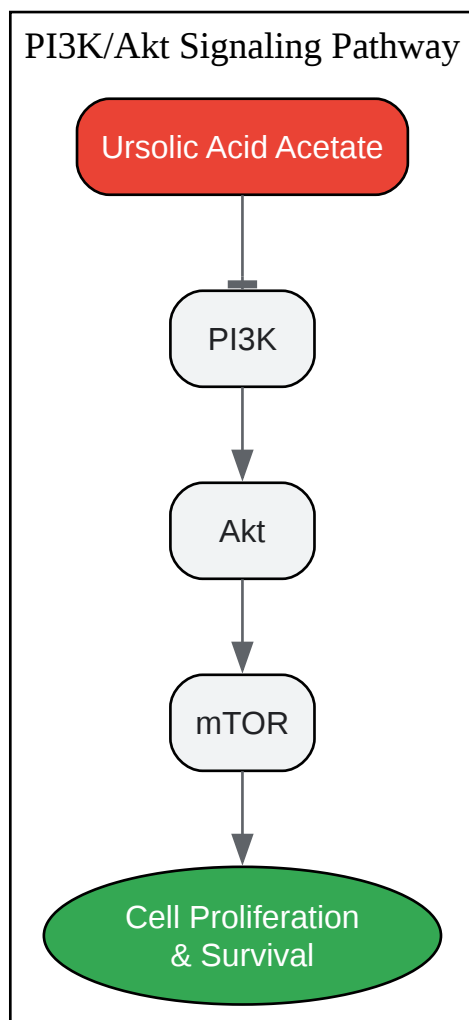 PI3K/Akt Signaling Pathway
Ursolic Acid Acetate
PI3K
Akt
mTOR
Cell Proliferation
& Survival